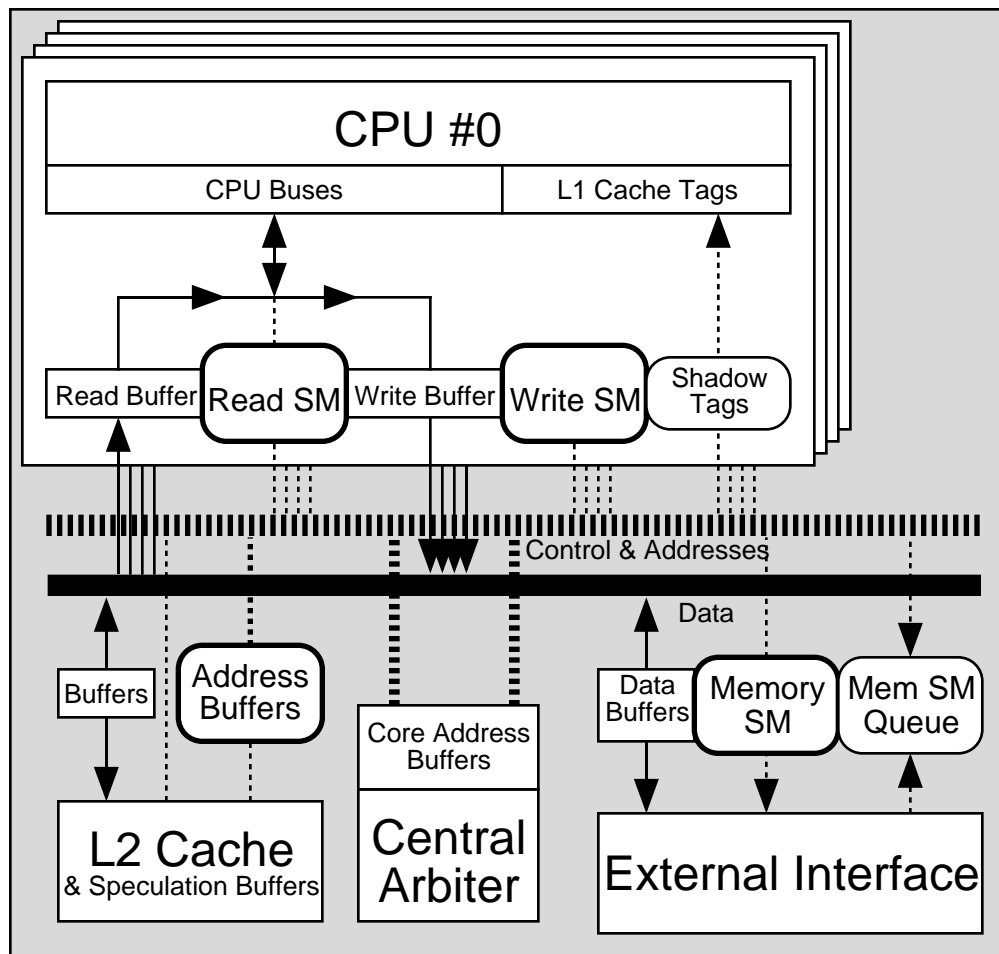 CPU #0
CPU Buses
L1 Cache Tags
Read Buffer
Read SM
Write Buffer
Write SM
Shadow
Tags
Control & Addresses
Data
Buffers
Address
Buffers
Core Address
Buffers
Data
Buffers
Memory
SM
Mem SM
Queue
L2 Cache
& Speculation Buffers
Central
Arbiter
External Interface